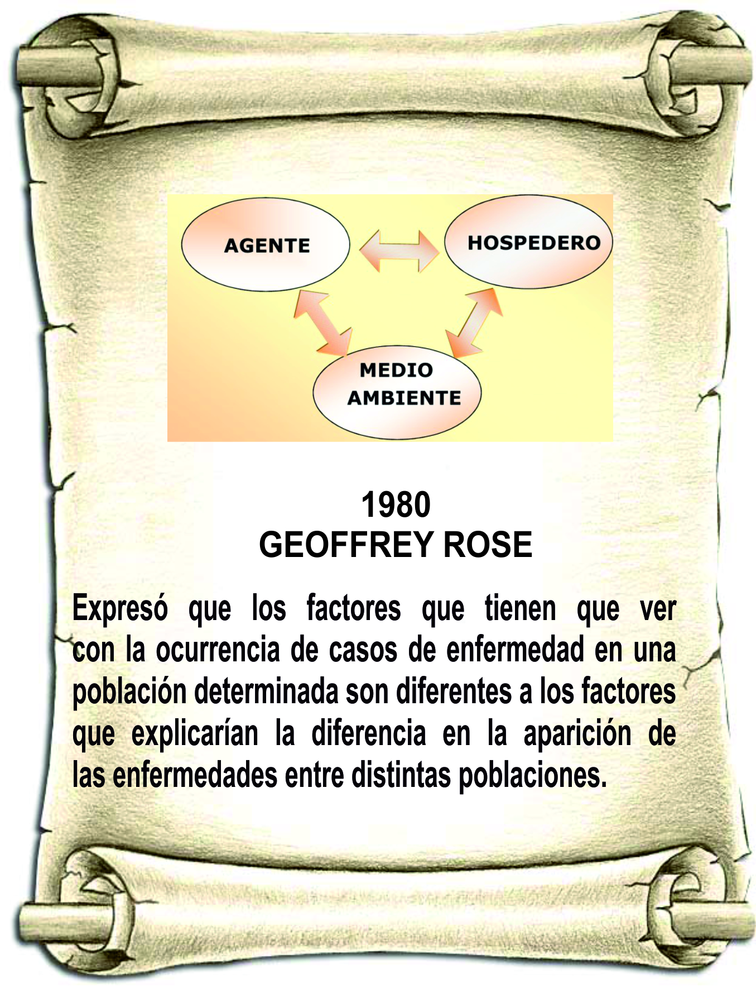 AGENTE
HOSPEDERO
MEDIO
AMBIENTE
1980
GEOFFREY ROSE
Expresó que los factores que tienen que ver
con la ocurrencia de casos de enfermedad en una
población determinada son diferentes a los factores
que explicarían la diferencia en la aparición de
las enfermedades entre distintas poblaciones.